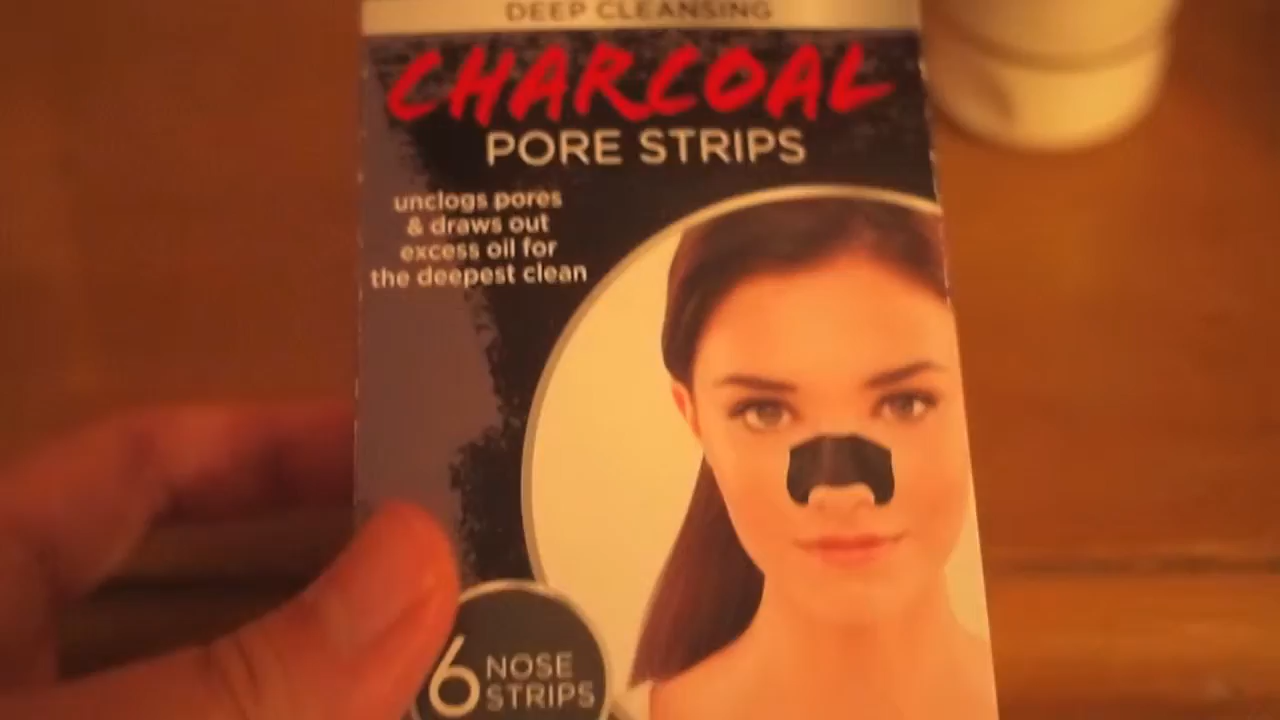 DEEP CLEANSING
CHARCOAL
PORE STRIPS
unclogs pores
& draws out
excess oil for
the deepest clean
6 NOSE
STRIPS